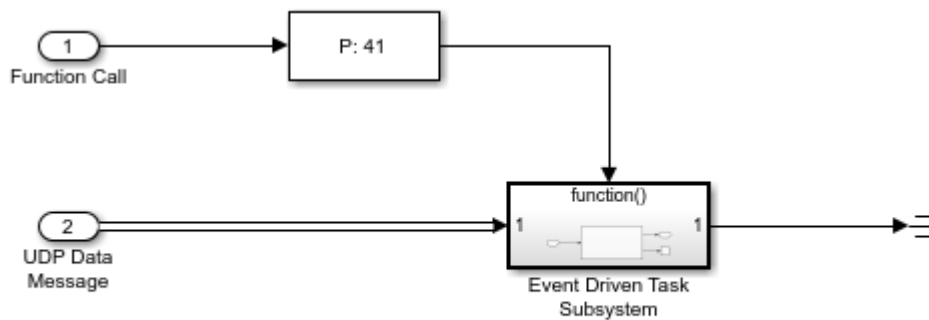 1
P: 41
Function Call
function()
2
1
1
UDP Data
Message
Event Driven Task
Subsystem